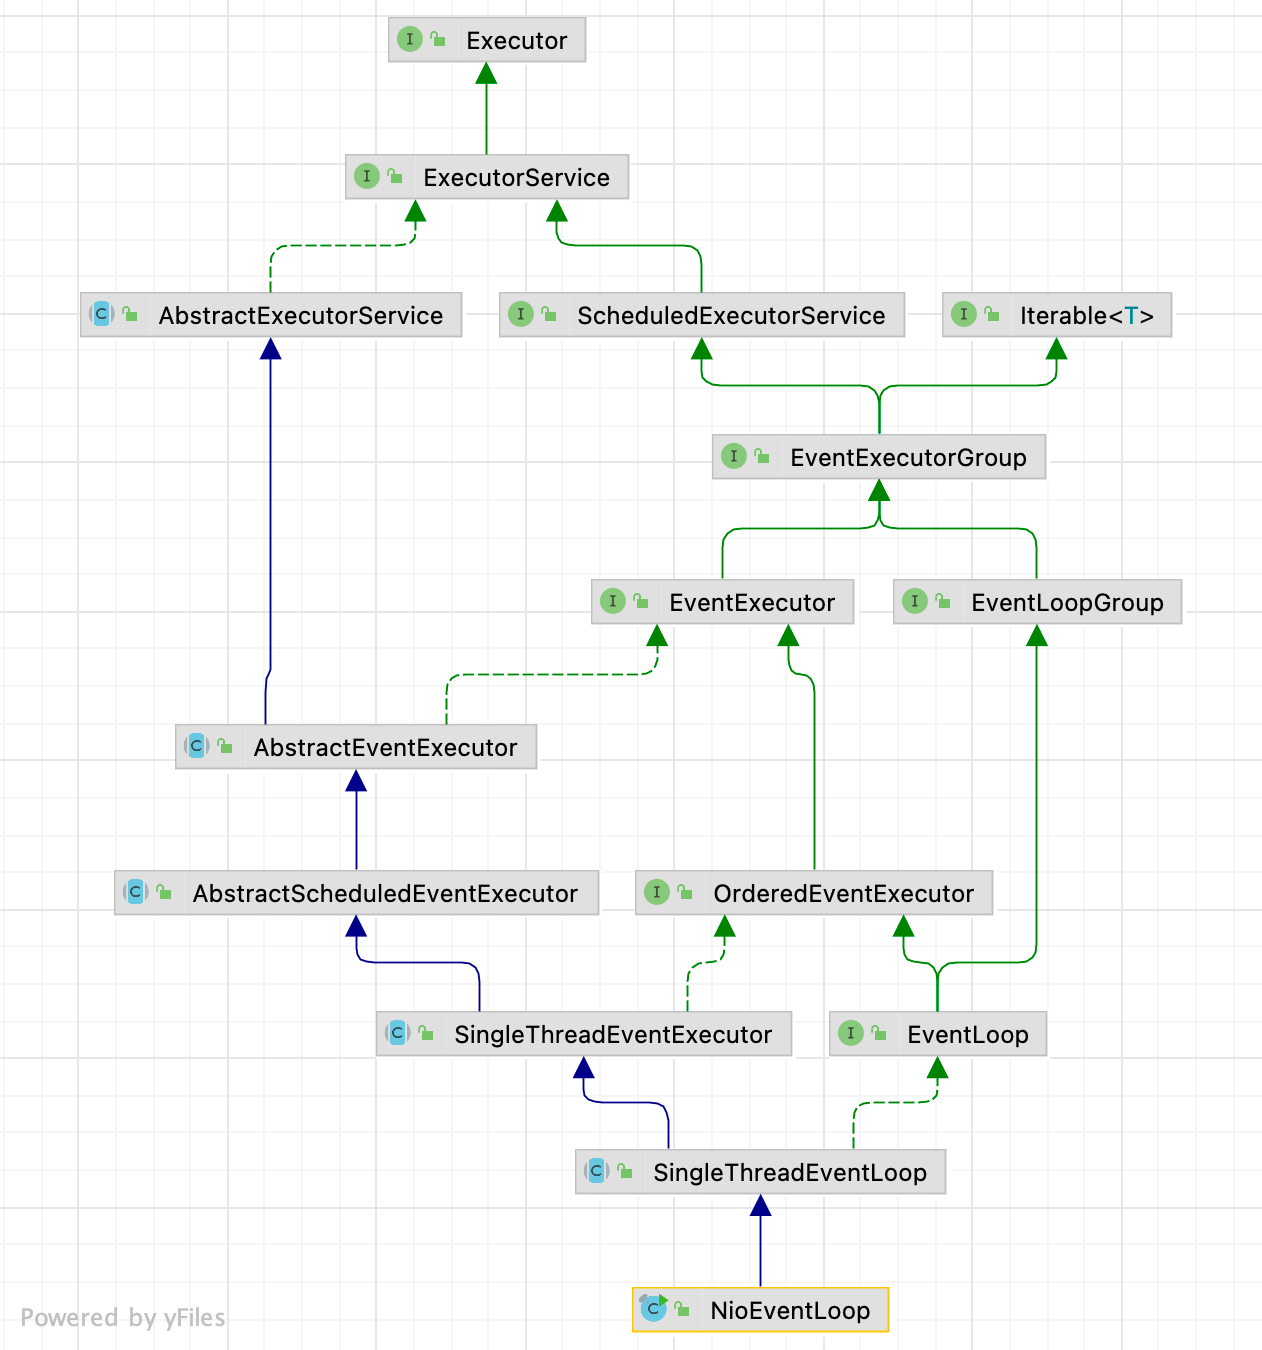 Executor
ExecutorService
AbstractExecutorService
ScheduledExecutorService
Iterable<T>
EventExecutorGroup
EventExecutor
EventLoopGroup
AbstractEventExecutor
AbstractScheduledEventExecutor
OrderedEventExecutor
SingleThreadEventExecutor
EventLoop
SingleThreadEventLoop
NioEventLoop
Powered by yFiles